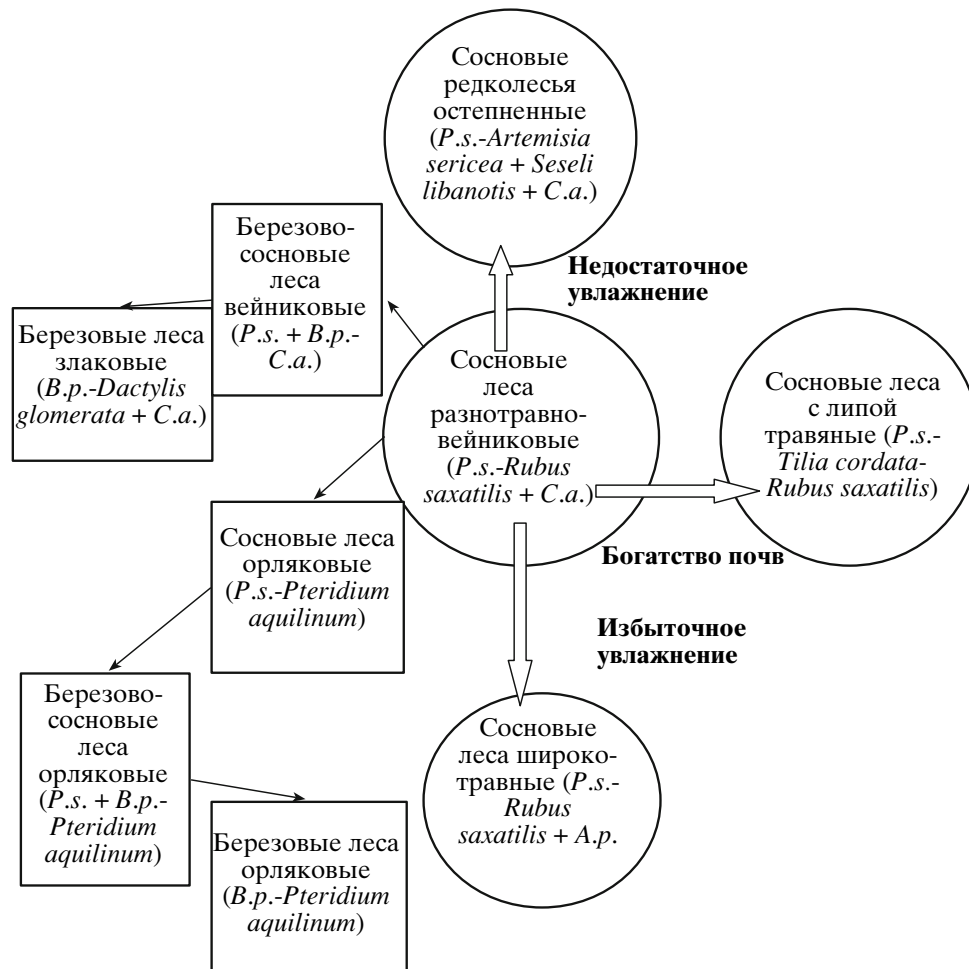 Сосновые
редколесья
остепненные
(P.s.-Artemisia
sericea + Seseli
libanotis + C.a.)
Березово-
сосновые
леса
вейниковые
(P.s. + B.p.-
C.a.)
Недостаточное
увлажнение
Березовые леса
злаковые
(B.p.-Dactylis
glomerata + C.a.)
Сосновые
леса
разнотравно-
вейниковые
(P.s.-Rubus
saxatilis + C.a.)
Сосновые леса
с липой
травяные (P.s.-
Tilia cordata-
Rubus saxatilis)
Богатство почв
Сосновые леса
орляковые
(P.s.-Pteridium
aquilinum)
Избыточное
увлажнение
Березово-
сосновые
леса
орляковые
(P.s. + B.p.-
Pteridium
aquilinum)
Сосновые
леса широко-
травные (P.s.-
Rubus
saxatilis + A.p.
Березовые леса
орляковые
(B.p.-Pteridium
aquilinum)